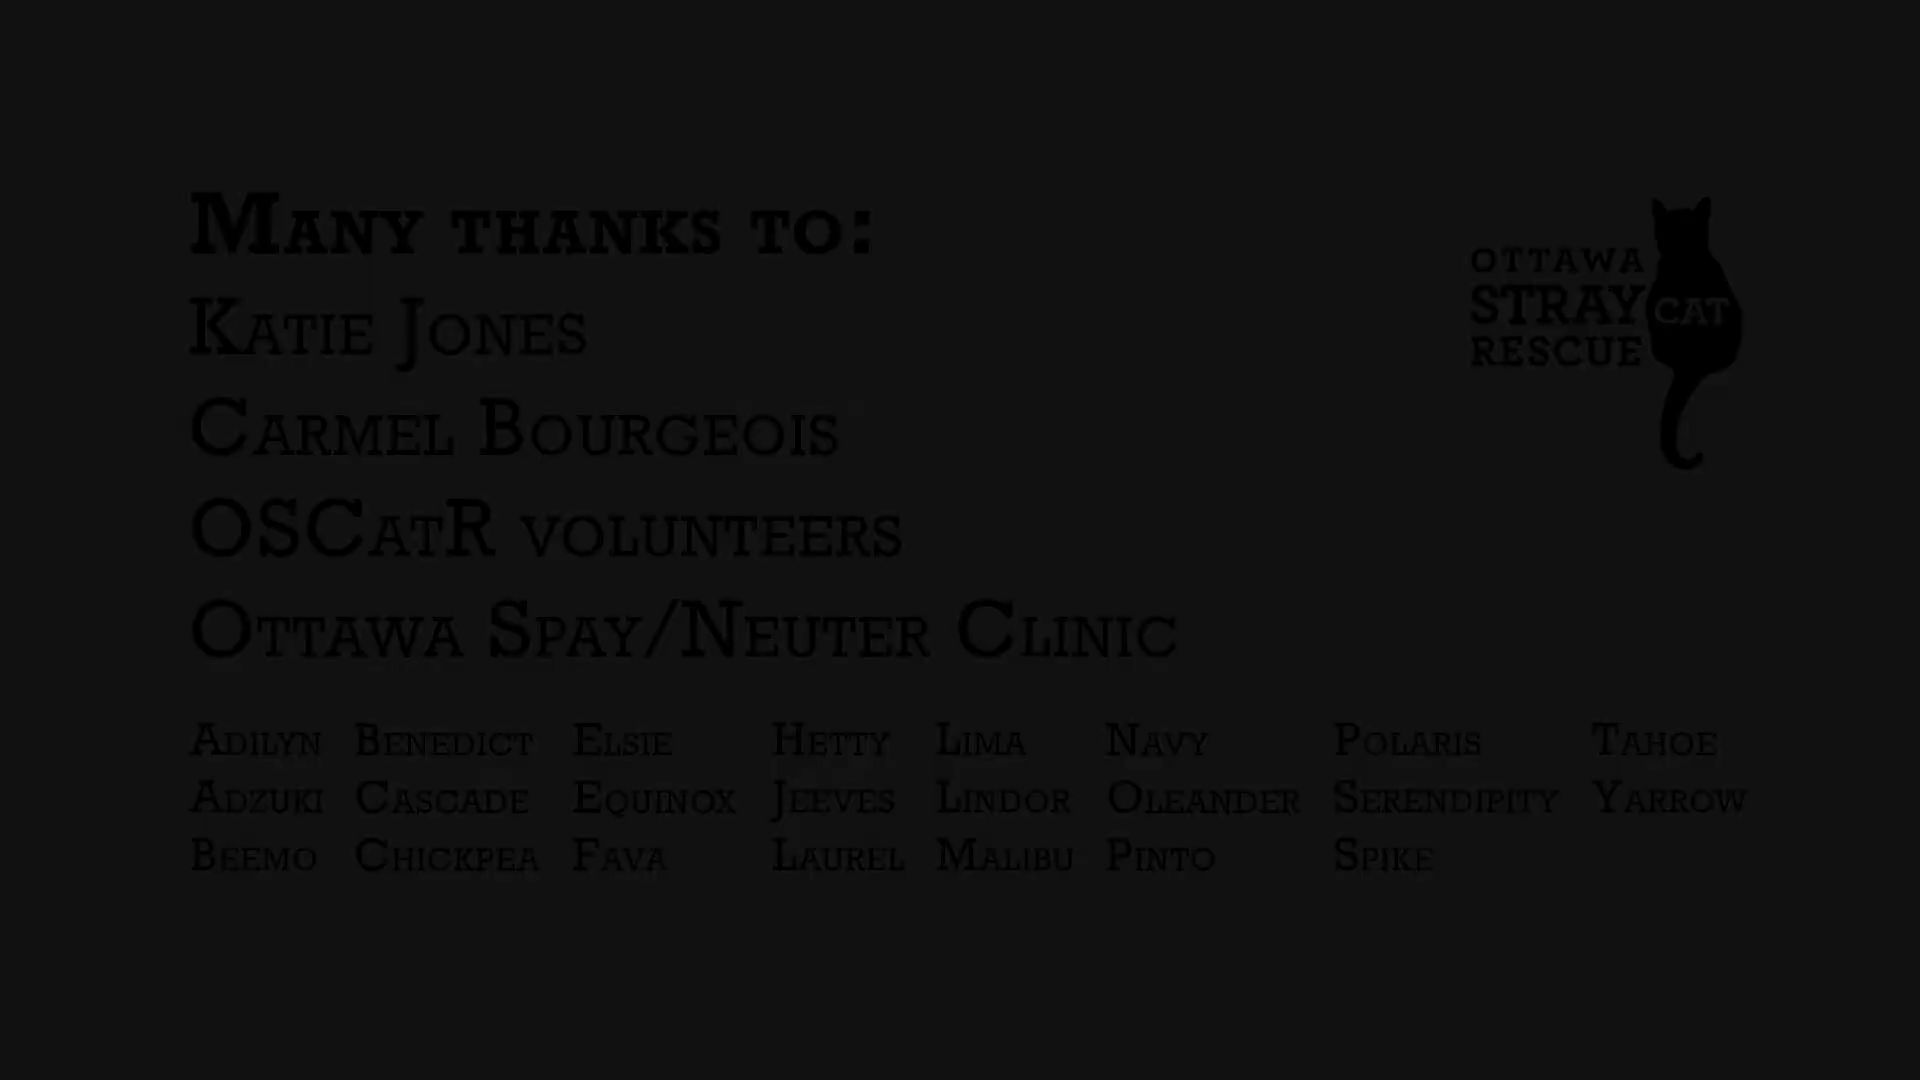 Many thanks to:
Katie Jones
Carmel Bourgeois
OSCatR volunteers
Ottawa Spay/Neuter Clinic
OTTAWA
STRAY CAT
RESCUE
Adilyn Benedict Elsie Hetty Lima Navy Polaris Tahoe
Adzuki Cascade Equinox Jeeves Lindor Oleander Serendipity Yarrow
Beemo Chickpea Fava Laurel Malibu Pinto Spike